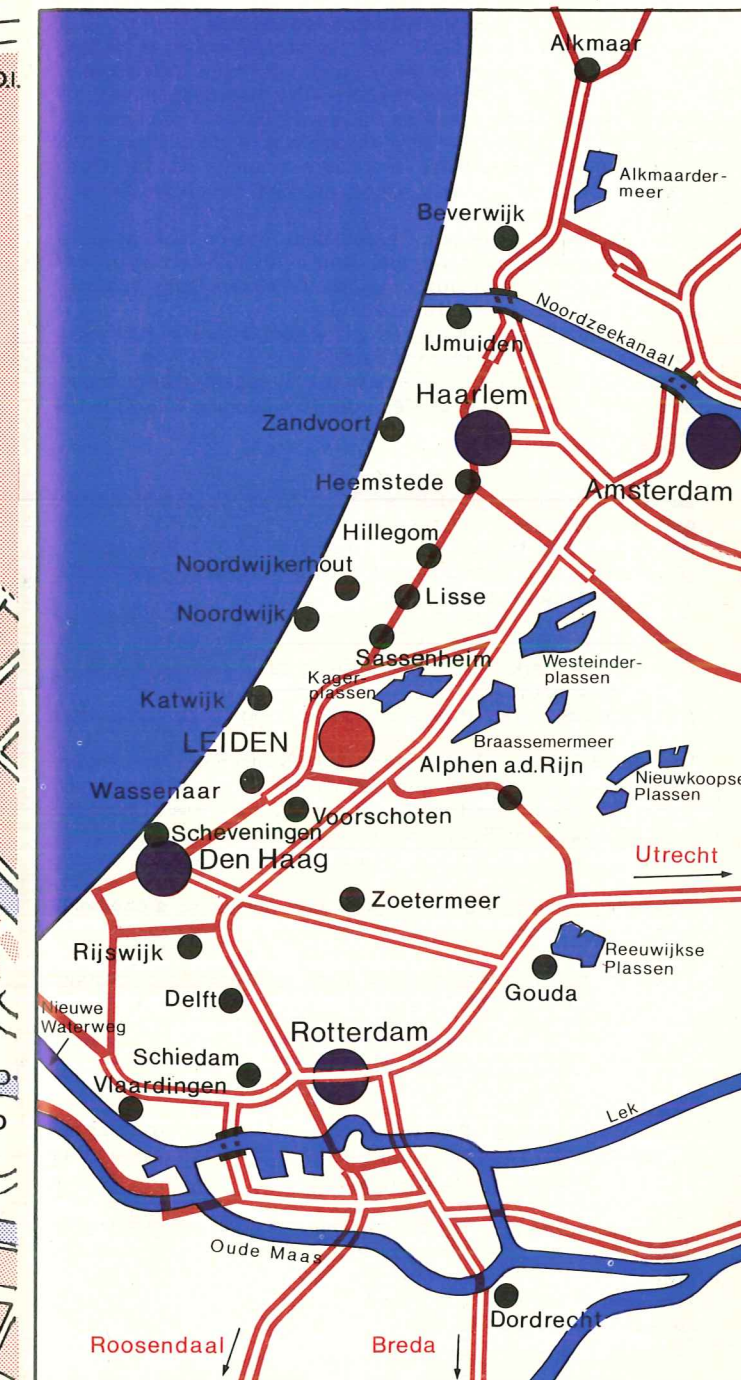 Alkmaar
Alkmaarder-
meer
Beverwijk
Noordzeekanaal
IJmuiden
Haarlem
Zandvoort
Heemstede
Amsterdam
Hillegom
Noordwijkerhout
Lisse
Noordwijk
Sassenheim
Kager-
plassen
Westeinder-
plassen
Katwijk
LEIDEN
Braassemermeer
Alphen a.d.Rijn
Nieuwkoopse
Plassen
Wassenaar
Voorschoten
Scheveningen
Den Haag
Utrecht
Zoetermeer
Rijswijk
Reeuwijkse
Plassen
Gouda
Delft
Nieuwe
Waterweg
Rotterdam
Schiedam
Vlaardingen
Lek
Oude Maas
Dordrecht
Roosendaal
Breda